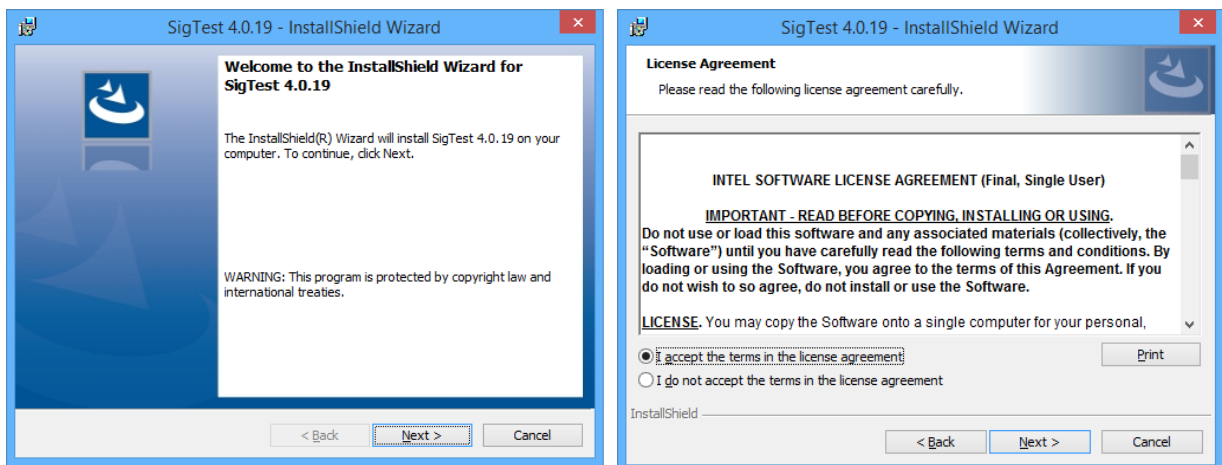 SigTest 4.0.19 - InstallShield Wizard
Welcome to the InstallShield Wizard for
SigTest 4.0.19
The InstallShield(R) Wizard will install SigTest 4.0.19 on your
computer. To continue, click Next.
WARNING: This program is protected by copyright law and
international treaties.
< Back
Next >
Cancel
SigTest 4.0.19 - InstallShield Wizard
License Agreement
Please read the following license agreement carefully.
INTEL SOFTWARE LICENSE AGREEMENT (Final, Single User)
IMPORTANT - READ BEFORE COPYING, INSTALLING OR USING.
Do not use or load this software and any associated materials (collectively, the
“Software”) until you have carefully read the following terms and conditions. By
loading or using the Software, you agree to the terms of this Agreement. If you
do not wish to so agree, do not install or use the Software.
LICENSE. You may copy the Software onto a single computer for your personal,
I accept the terms in the license agreement
Print
I do not accept the terms in the license agreement
InstallShield
< Back
Next >
Cancel